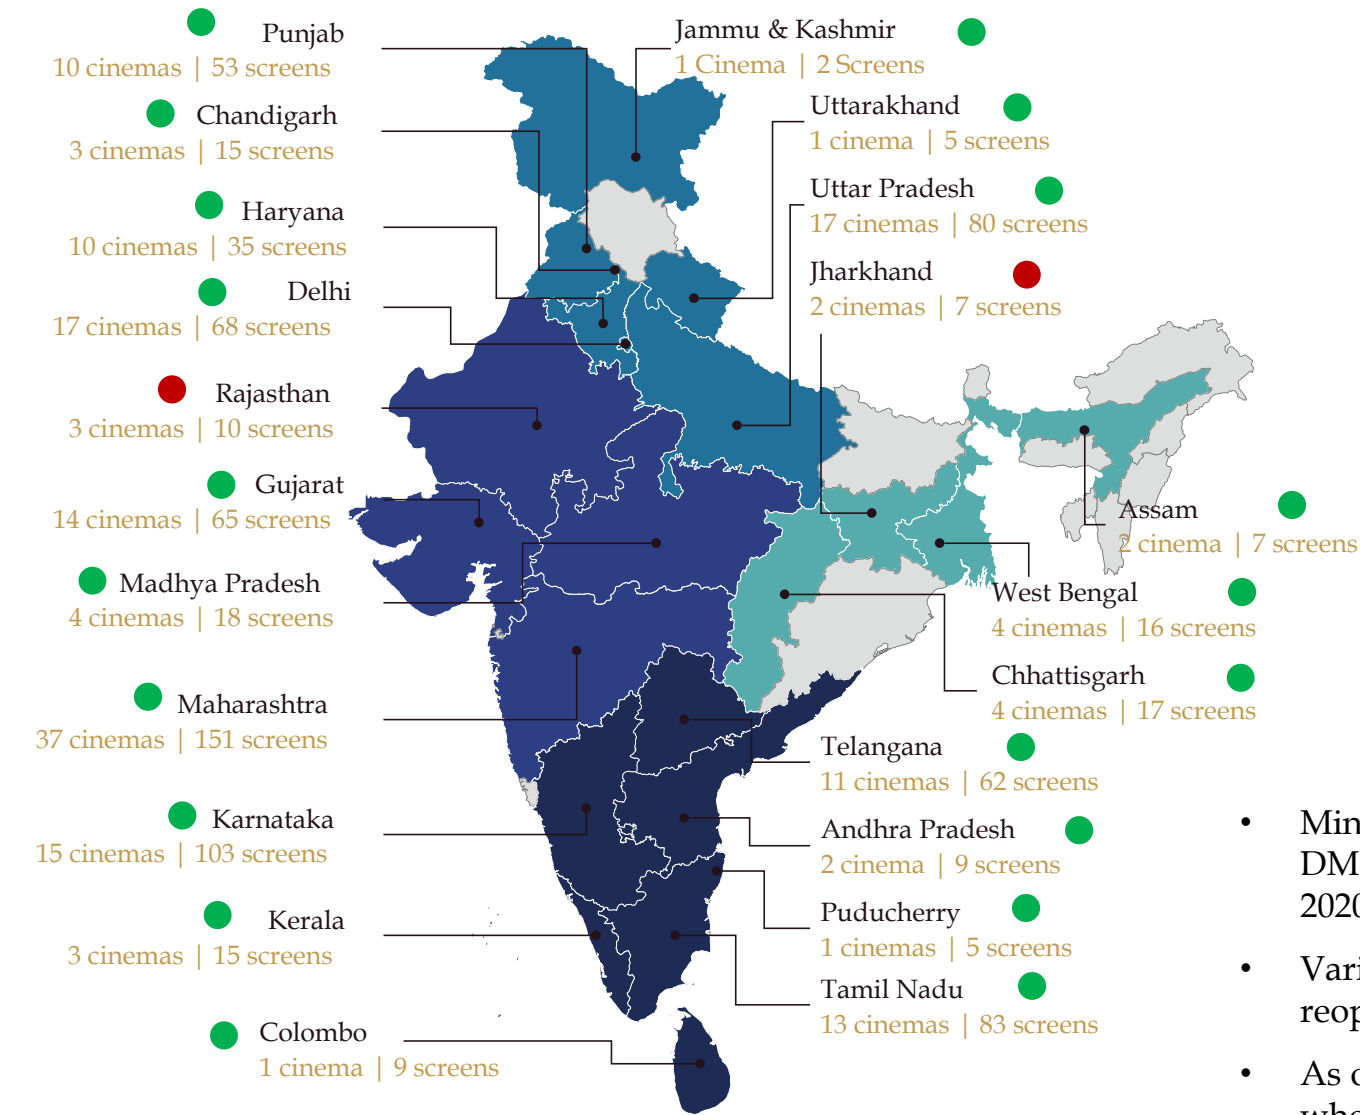 Punjab
10 cinemas | 53 screens
Chandigarh
3 cinemas | 15 screens
Haryana
10 cinemas | 35 screens
Delhi
17 cinemas | 68 screens
Rajasthan
3 cinemas | 10 screens
Gujarat
14 cinemas | 65 screens
Madhya Pradesh
4 cinemas | 18 screens
Maharashtra
37 cinemas | 151 screens
Karnataka
15 cinemas | 103 screens
Kerala
3 cinemas | 15 screens
Colombo
1 cinema | 9 screens
Jammu & Kashmir
1 Cinema | 2 Screens
Uttarakhand
1 cinema | 5 screens
Uttar Pradesh
17 cinemas | 80 screens
Jharkhand
2 cinemas | 7 screens
Assam
2 cinema | 7 screens
West Bengal
4 cinemas | 16 screens
Chhattisgarh
4 cinemas | 17 screens
Telangana
11 cinemas | 62 screens
Andhra Pradesh
2 cinema | 9 screens
Puducherry
1 cinemas | 5 screens
Tamil Nadu
13 cinemas | 83 screens
• Min
DM
2020
• Vari
reop
• As o